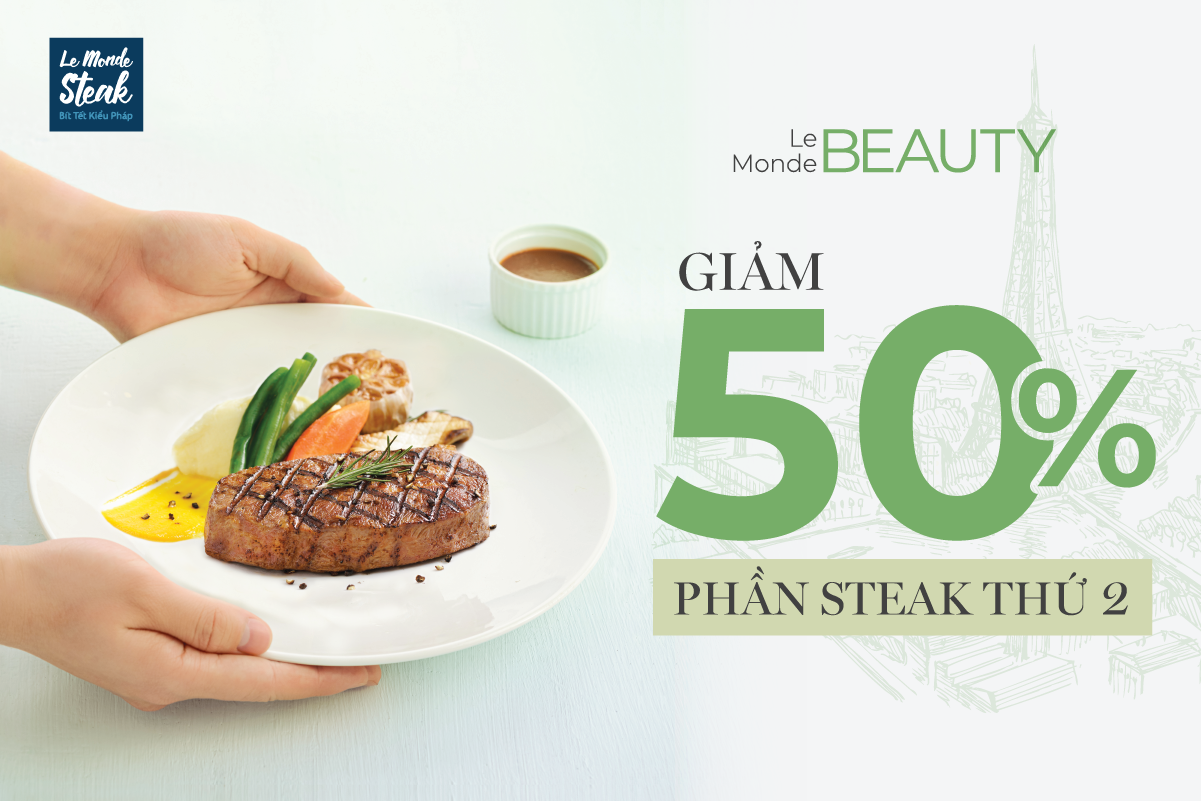 Le Monde
Steak
Bít Tết Kiểu Pháp
Le
Monde BEAUTY
GIẢM
50%
PHẦN STEAK THỨ 2